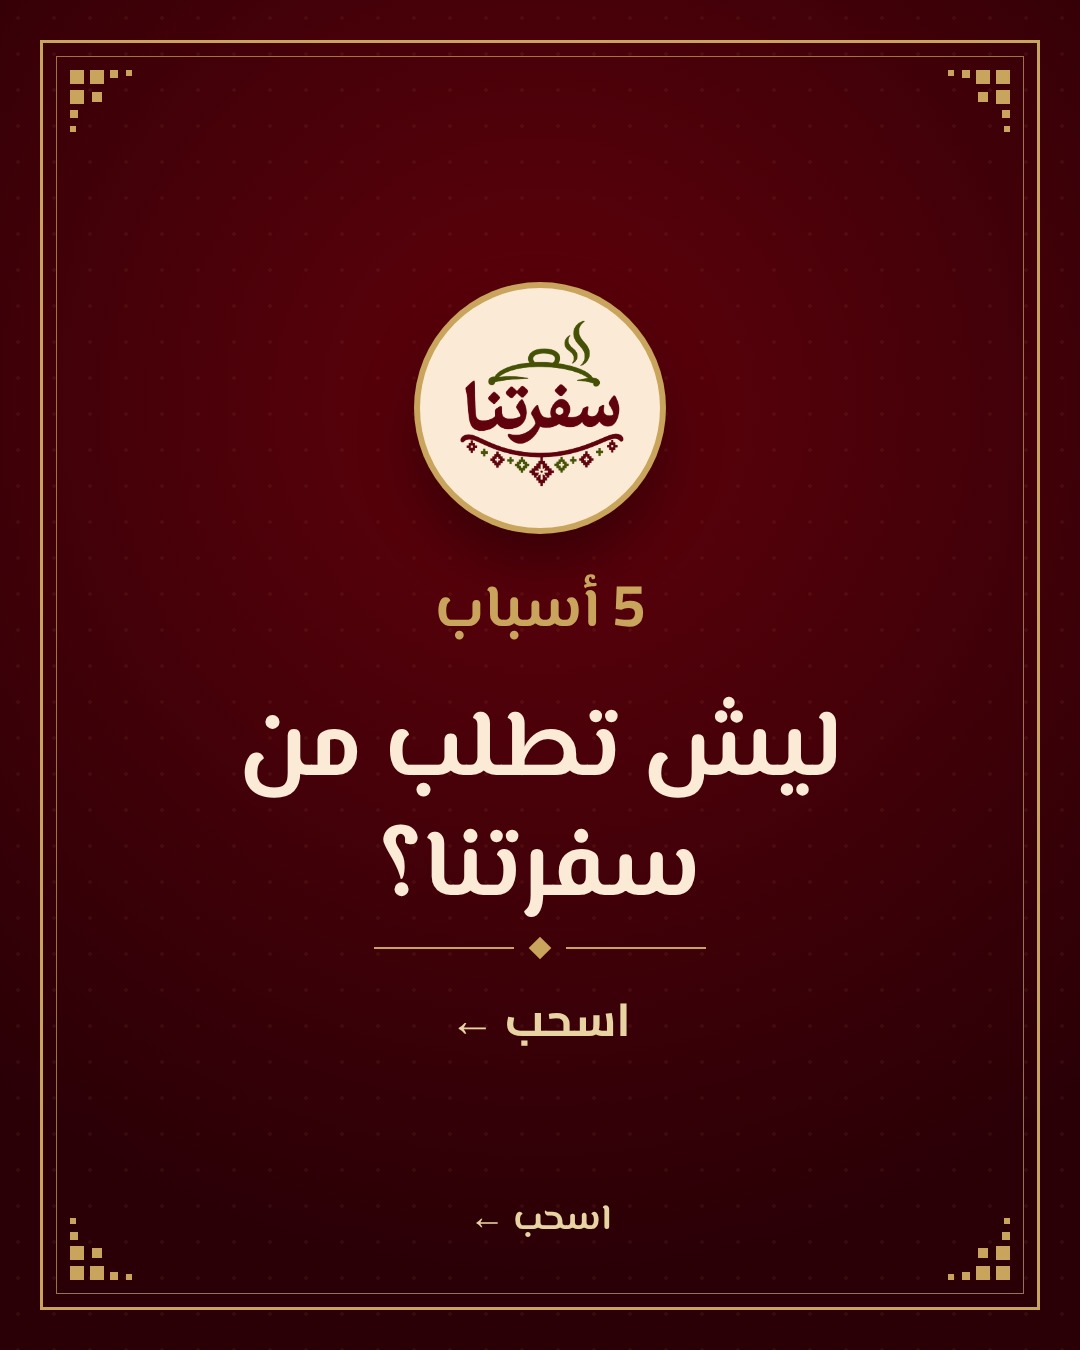 سفرتنا
5 أسباب
ليش تطلب من
سفرتنا؟
اسحب ←
اسحب ←